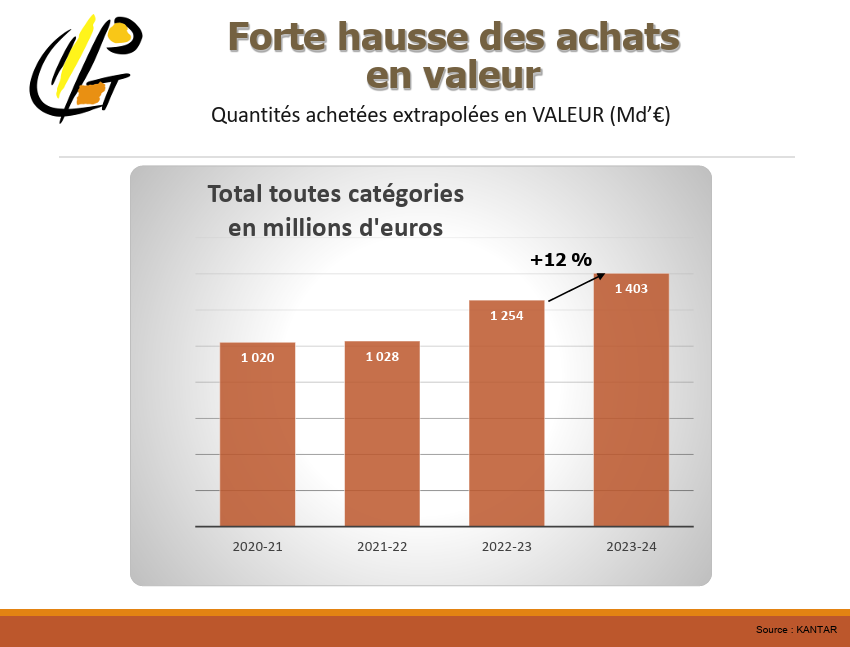 Forte hausse des achats
en valeur
Quantités achetées extrapolées en VALEUR (Md’€)
Total toutes catégories
en millions d'euros
+12 %
1 020
1 028
1 254
1 403
2020-21
2021-22
2022-23
2023-24
Source : KANTAR